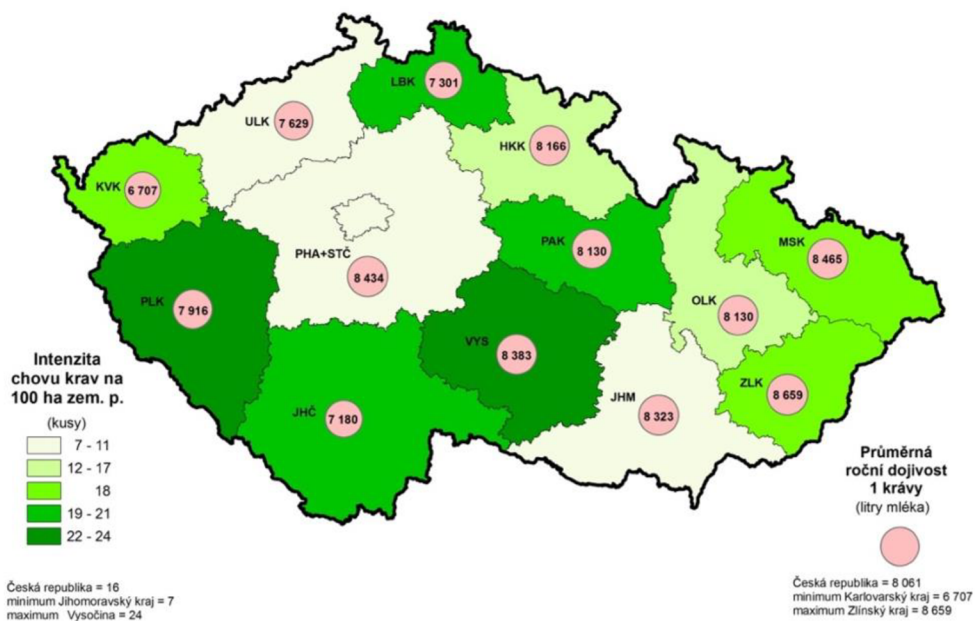 LBK
7 301
ULK
7 629
HKK
8 166
KVK
6 707
PHA+STČ
8 434
PAK
8 130
MSK
8 465
PLK
7 916
OLK
8 130
VYS
8 383
ZLK
8 659
JHČ
7 180
JHM
8 323
Intenzita
chovu krav na
100 ha zem. p.
(kusy)
7 - 11
12 - 17
18
19 - 21
22 - 24
Česká republika = 16
minimum Jihomoravský kraj = 7
maximum Vysočina = 24
Průměrná
roční dojivost
1 krávy
(litry mléka)
Česká republika = 8 061
minimum Karlovarský kraj = 6 707
maximum Zlínský kraj = 8 659